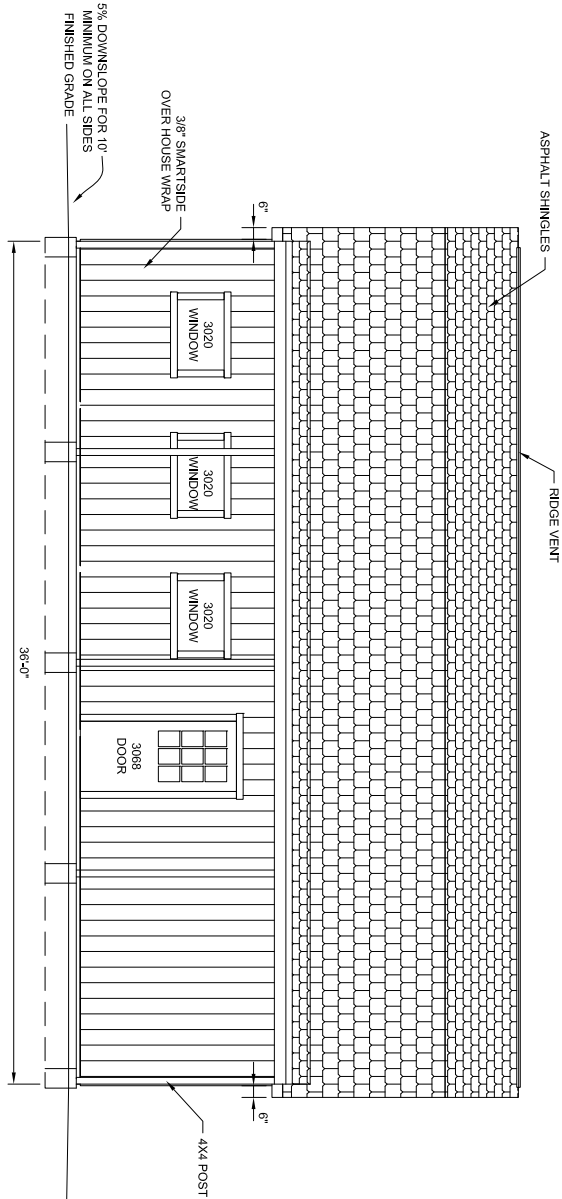 ASPHALT SHINGLES
RIDGE VENT
3/8" SMARTSIDE
OVER HOUSE WRAP
6"
6"
4X4 POST
3020
WINDOW
3020
WINDOW
3020
WINDOW
3068
DOOR
5% DOWNSLOPE FOR 10'
MINIMUM ON ALL SIDES
FINISHED GRADE
36'-0"